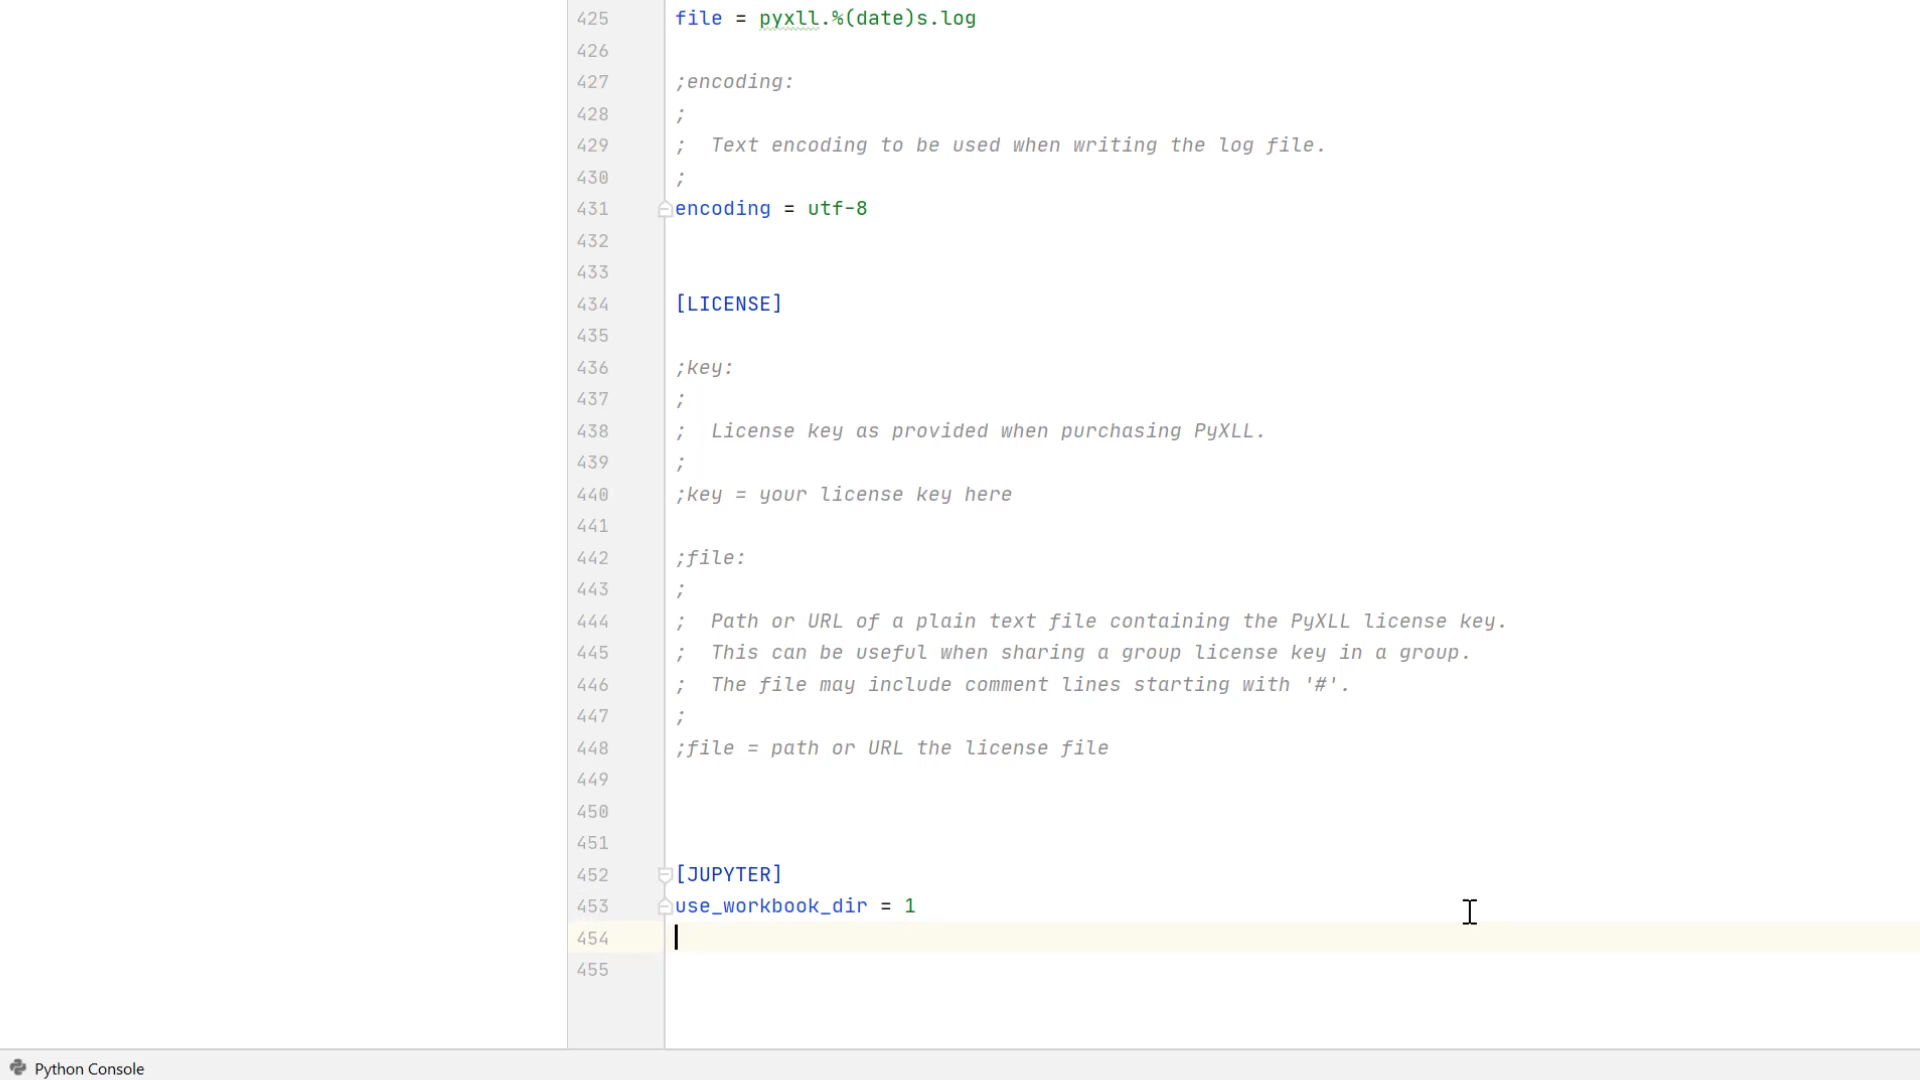 425 file = pyxll.%(date)s.log
426
427 ;encoding:
428 ;
429 ;  Text encoding to be used when writing the log file.
430 ;
431 encoding = utf-8
432
433
434 [LICENSE]
435
436 ;key:
437 ;
438 ;  License key as provided when purchasing PyXLL.
439 ;
440 ;key = your license key here
441
442 ;file:
443 ;
444 ;  Path or URL of a plain text file containing the PyXLL license key.
445 ;  This can be useful when sharing a group license key in a group.
446 ;  The file may include comment lines starting with '#'.
447 ;
448 ;file = path or URL the license file
449
450
451
452 [JUPYTER]
453 use_workbook_dir = 1
454
455
Python Console